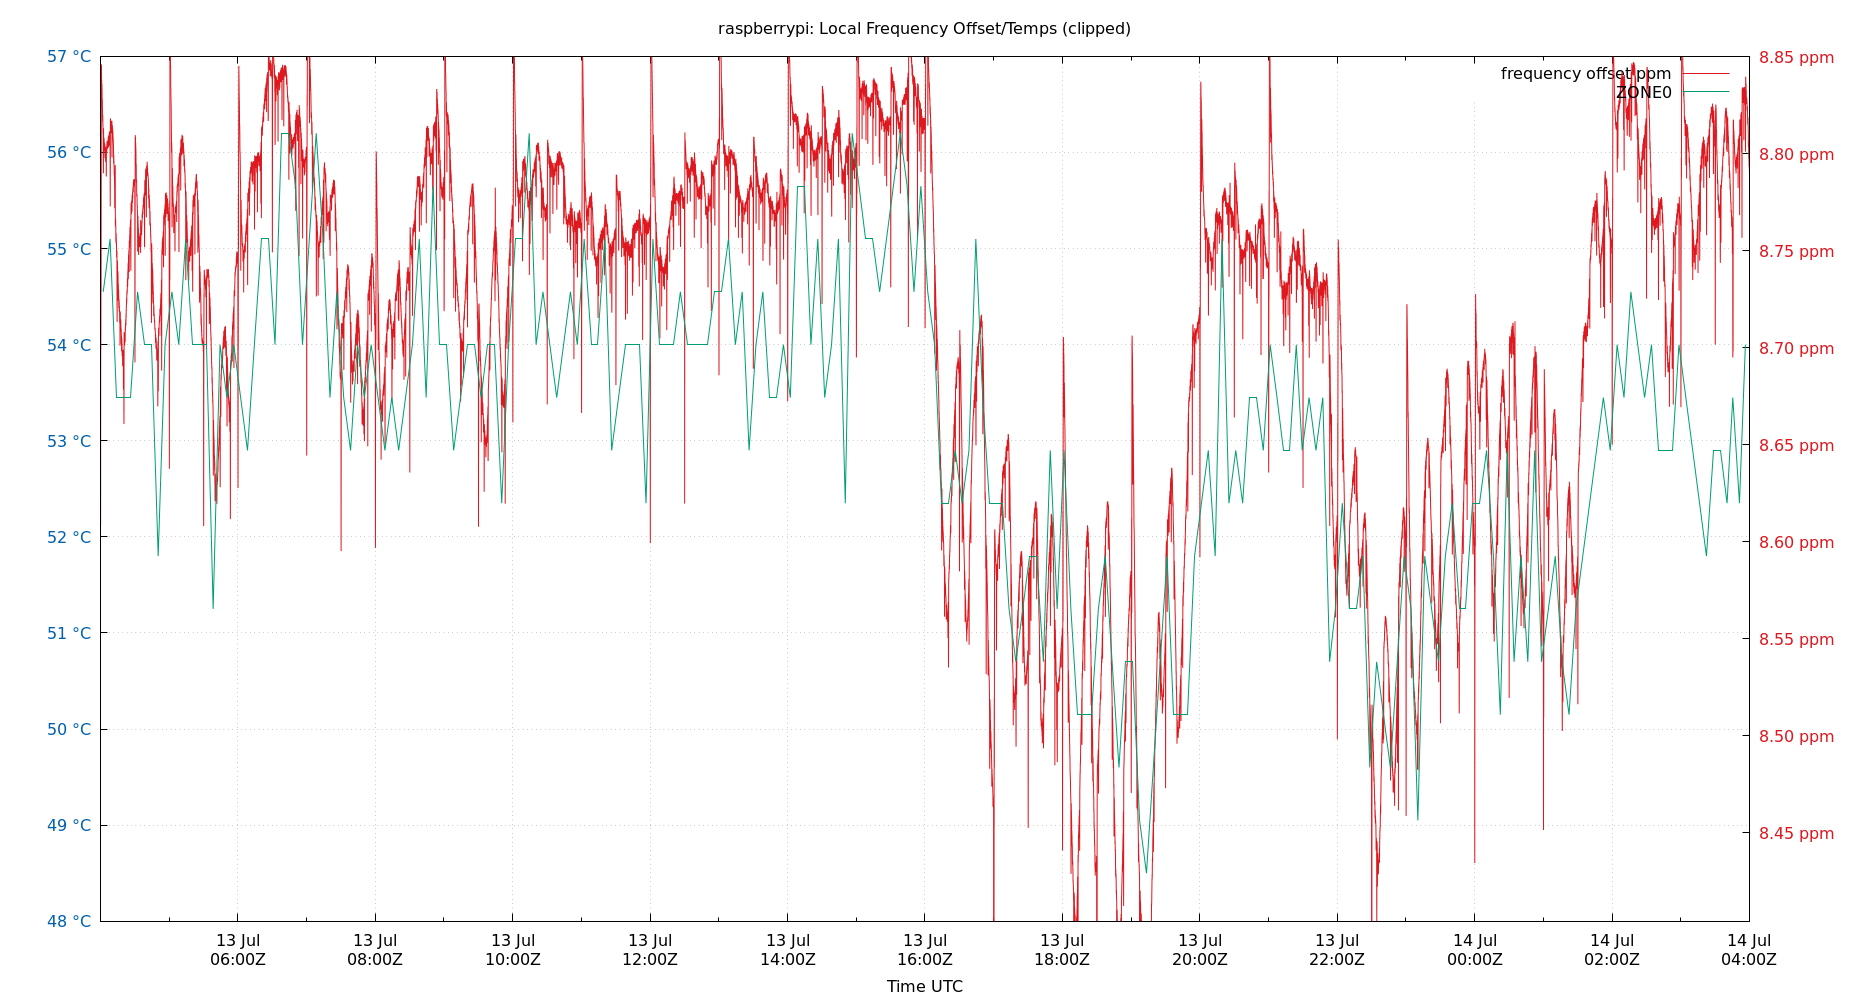 raspberrypi: Local Frequency Offset/Temps (clipped)
57 °C
56 °C
55 °C
54 °C
53 °C
52 °C
51 °C
50 °C
49 °C
48 °C
8.85 ppm
8.80 ppm
8.75 ppm
8.70 ppm
8.65 ppm
8.60 ppm
8.55 ppm
8.50 ppm
8.45 ppm
frequency offset ppm
ZONE0
13 Jul 13 Jul 13 Jul 13 Jul 13 Jul 13 Jul 13 Jul 13 Jul 13 Jul 14 Jul 14 Jul 14 Jul
06:00Z 08:00Z 10:00Z 12:00Z 14:00Z 16:00Z 18:00Z 20:00Z 22:00Z 00:00Z 02:00Z 04:00Z
Time UTC